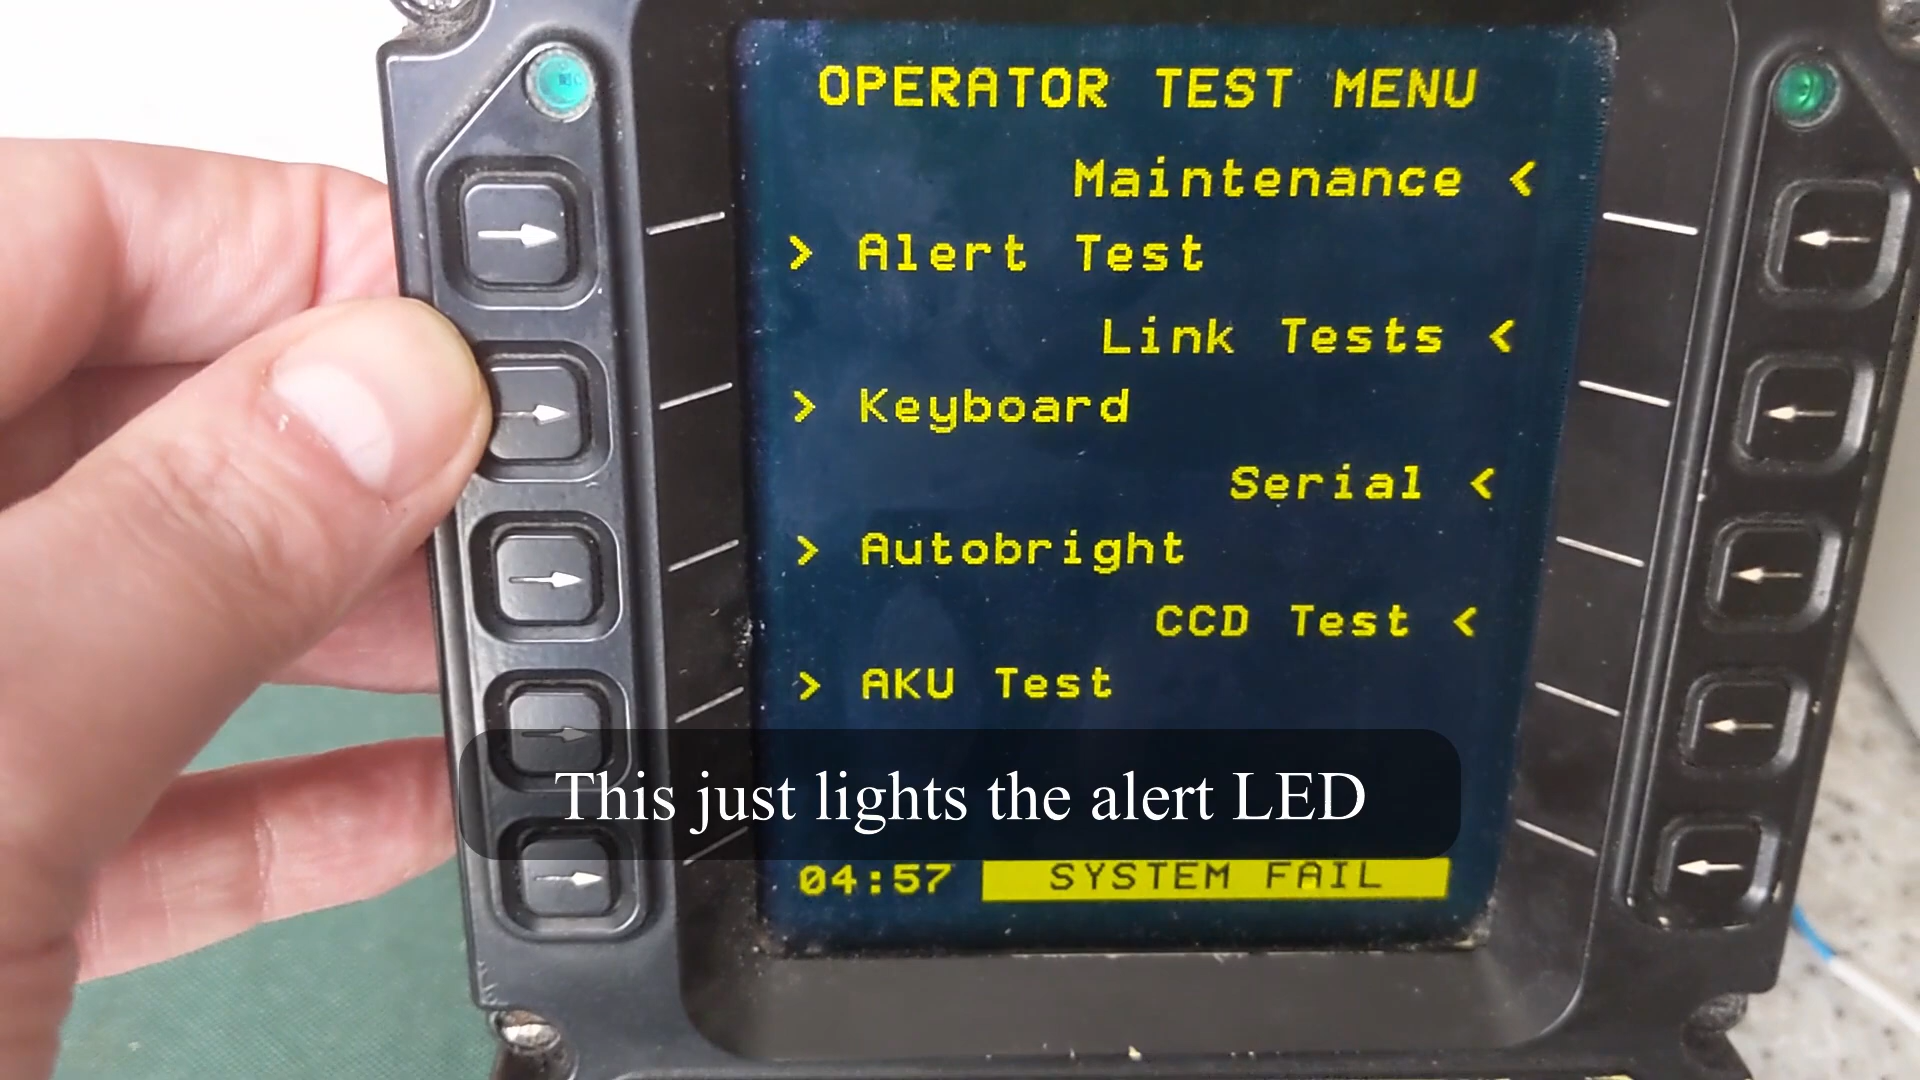 OPERATOR TEST MENU
Maintenance <
> Alert Test
Link Tests <
> Keyboard
Serial <
> Autobright
CCD Test <
> AKU Test
This just lights the alert LED
04:57 SYSTEM FAIL